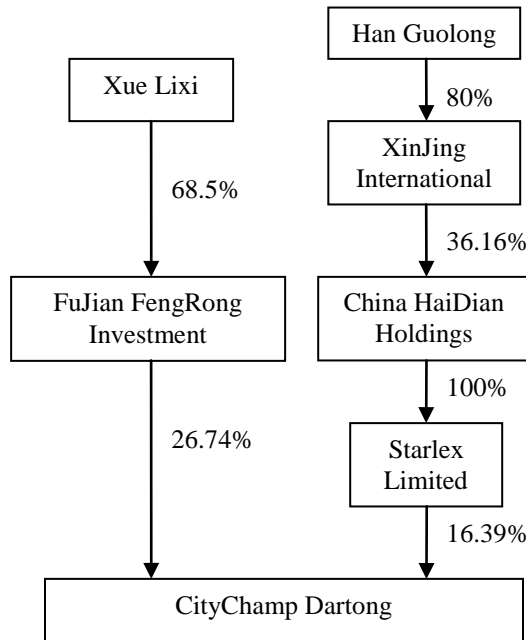 Han Guolong
Xue Lixi
80%
XinJing
International
68.5%
36.16%
FuJian FengRong
Investment
China HaiDian
Holdings
100%
26.74%
Starlex
Limited
16.39%
CityChamp Dartong